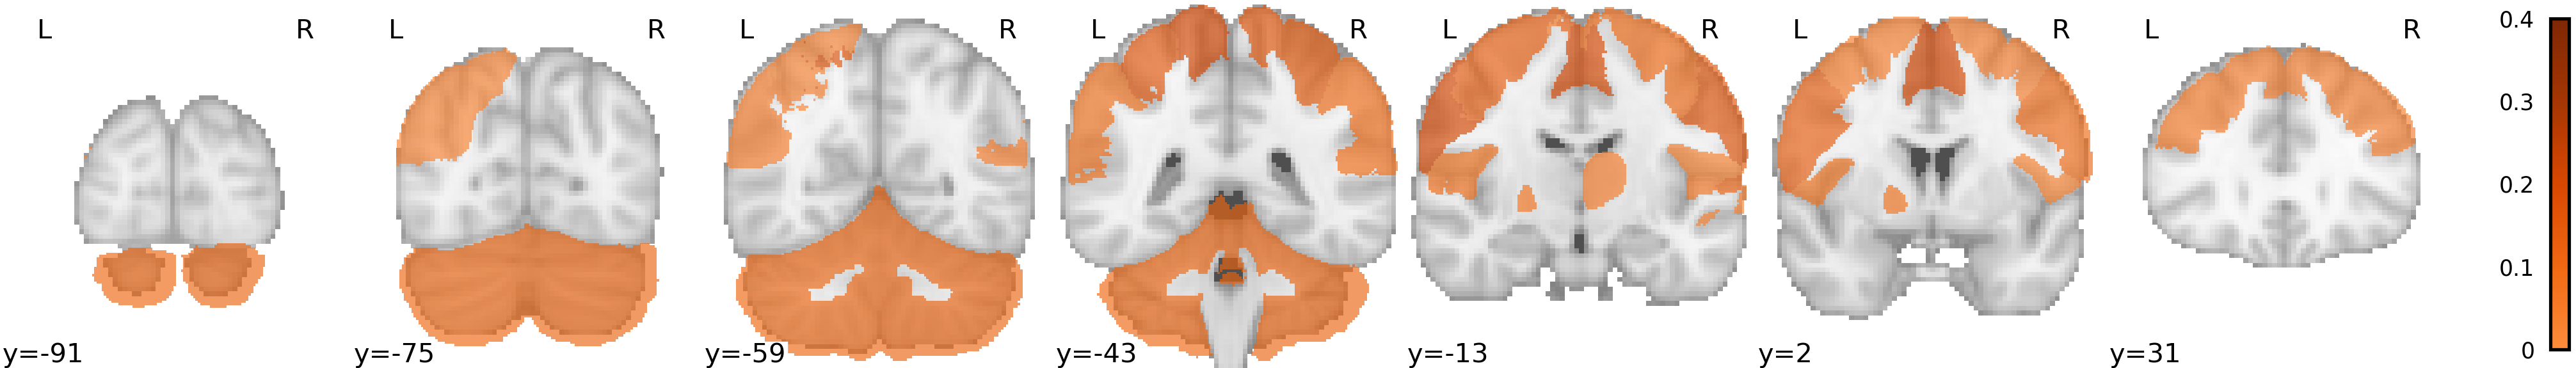 L R L R L R L R L R L R L R 0.4
0.3
0.2
0.1
y=-91 y=-75 y=-59 y=-43 y=-13 y=2 y=31 0